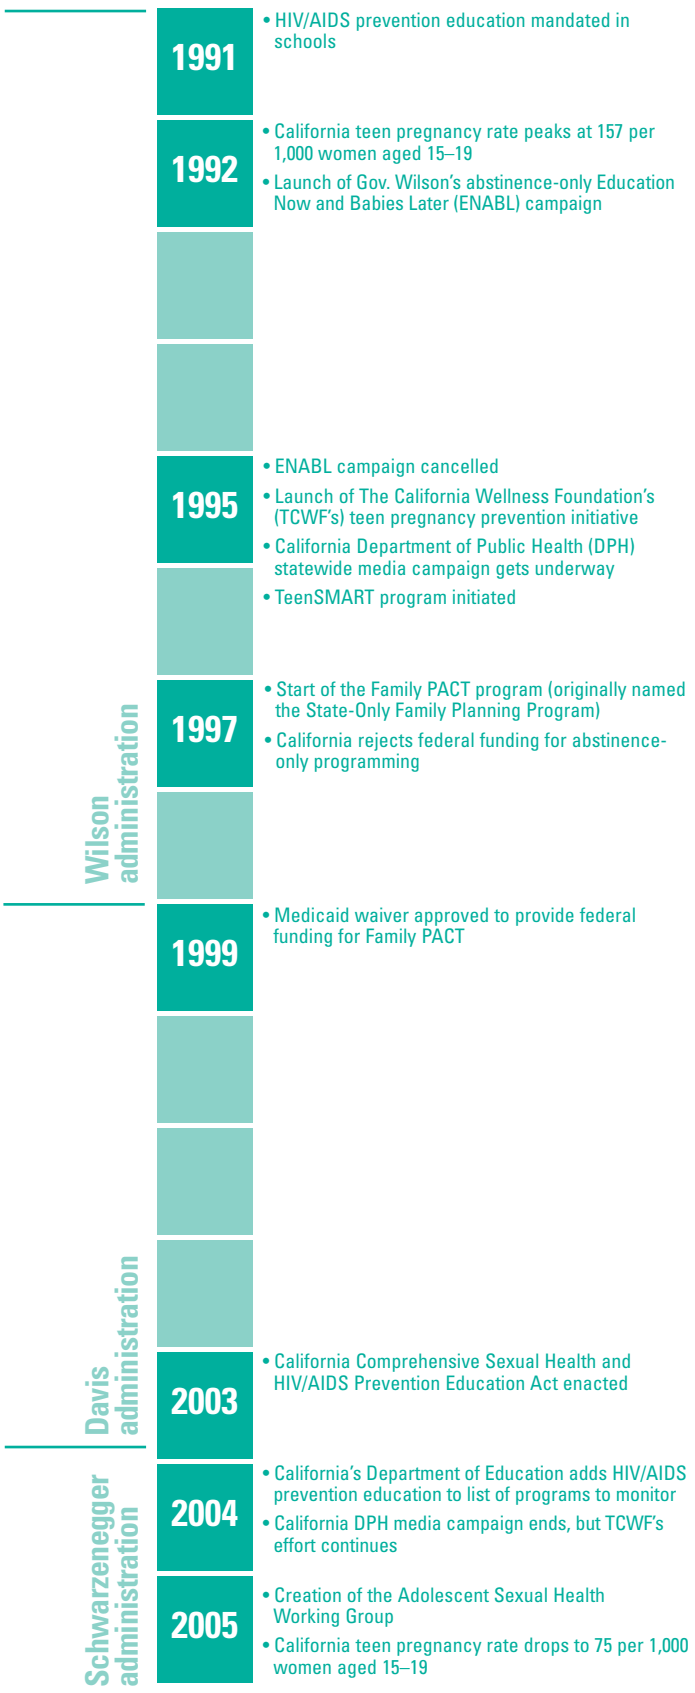 1991
• HIV/AIDS prevention education mandated in
schools
1992
• California teen pregnancy rate peaks at 157 per
1,000 women aged 15–19
• Launch of Gov. Wilson’s abstinence-only Education
Now and Babies Later (ENABL) campaign
1995
• ENABL campaign cancelled
• Launch of The California Wellness Foundation’s
(TCWF’s) teen pregnancy prevention initiative
• California Department of Public Health (DPH)
statewide media campaign gets underway
• TeenSMART program initiated
Wilson
administration
1997
• Start of the Family PACT program (originally named
the State-Only Family Planning Program)
• California rejects federal funding for abstinence-
only programming
1999
• Medicaid waiver approved to provide federal
funding for Family PACT
Davis
administration
2003
• California Comprehensive Sexual Health and
HIV/AIDS Prevention Education Act enacted
Schwarzenegger
administration
2004
• California’s Department of Education adds HIV/AIDS
prevention education to list of programs to monitor
• California DPH media campaign ends, but TCWF’s
effort continues
2005
• Creation of the Adolescent Sexual Health
Working Group
• California teen pregnancy rate drops to 75 per 1,000
women aged 15–19